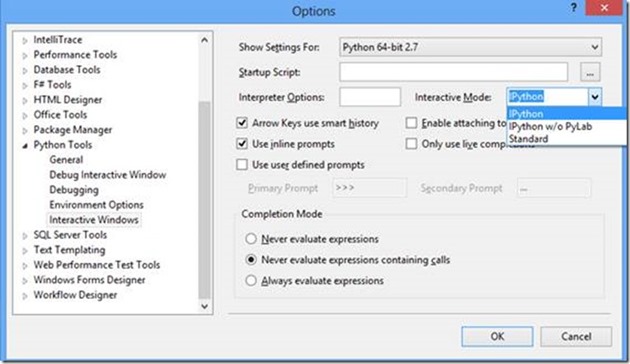 Options
?
IntelliTrace
Performance Tools
Database Tools
F# Tools
HTML Designer
Office Tools
Package Manager
Python Tools
General
Debug Interactive Window
Debugging
Environment Options
Interactive Windows
SQL Server Tools
Text Templating
Web Performance Test Tools
Windows Forms Designer
Workflow Designer
Show Settings For: Python 64-bit 2.7
Startup Script: ...
Interpreter Options: Interactive Mode: IPython
IPython
IPython w/o PyLab
Standard
Arrow Keys use smart history Enable attaching to
Use inline prompts Only use live
Use user defined prompts
Primary Prompt >>> Secondary Prompt ...
Completion Mode
Never evaluate expressions
Never evaluate expressions containing calls
Always evaluate expressions
OK Cancel